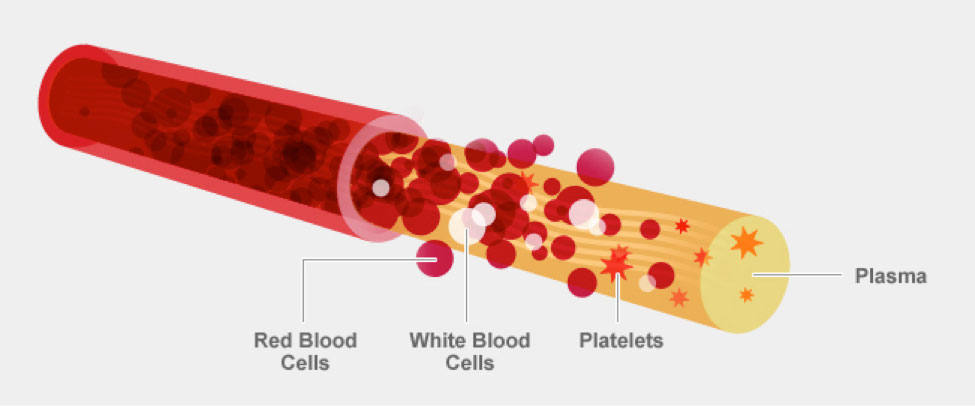 Plasma
Red Blood
Cells
White Blood
Cells
Platelets